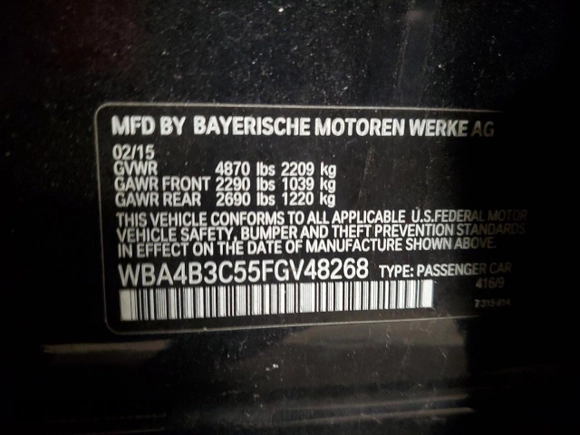 MFD BY BAYERISCHE MOTOREN WERKE AG
02/15
GVWR 4870 lbs 2209 kg
GAWR FRONT 2290 lbs 1039 kg
GAWR REAR 2690 lbs 1220 kg
THIS VEHICLE CONFORMS TO ALL APPLICABLE U.S.FEDERAL MOTOR
VEHICLE SAFETY, BUMPER AND THEFT PREVENTION STANDARDS
IN EFFECT ON THE DATE OF MANUFACTURE SHOWN ABOVE.
WBA4B3C55FGV48268 TYPE: PASSENGER CAR
416/9